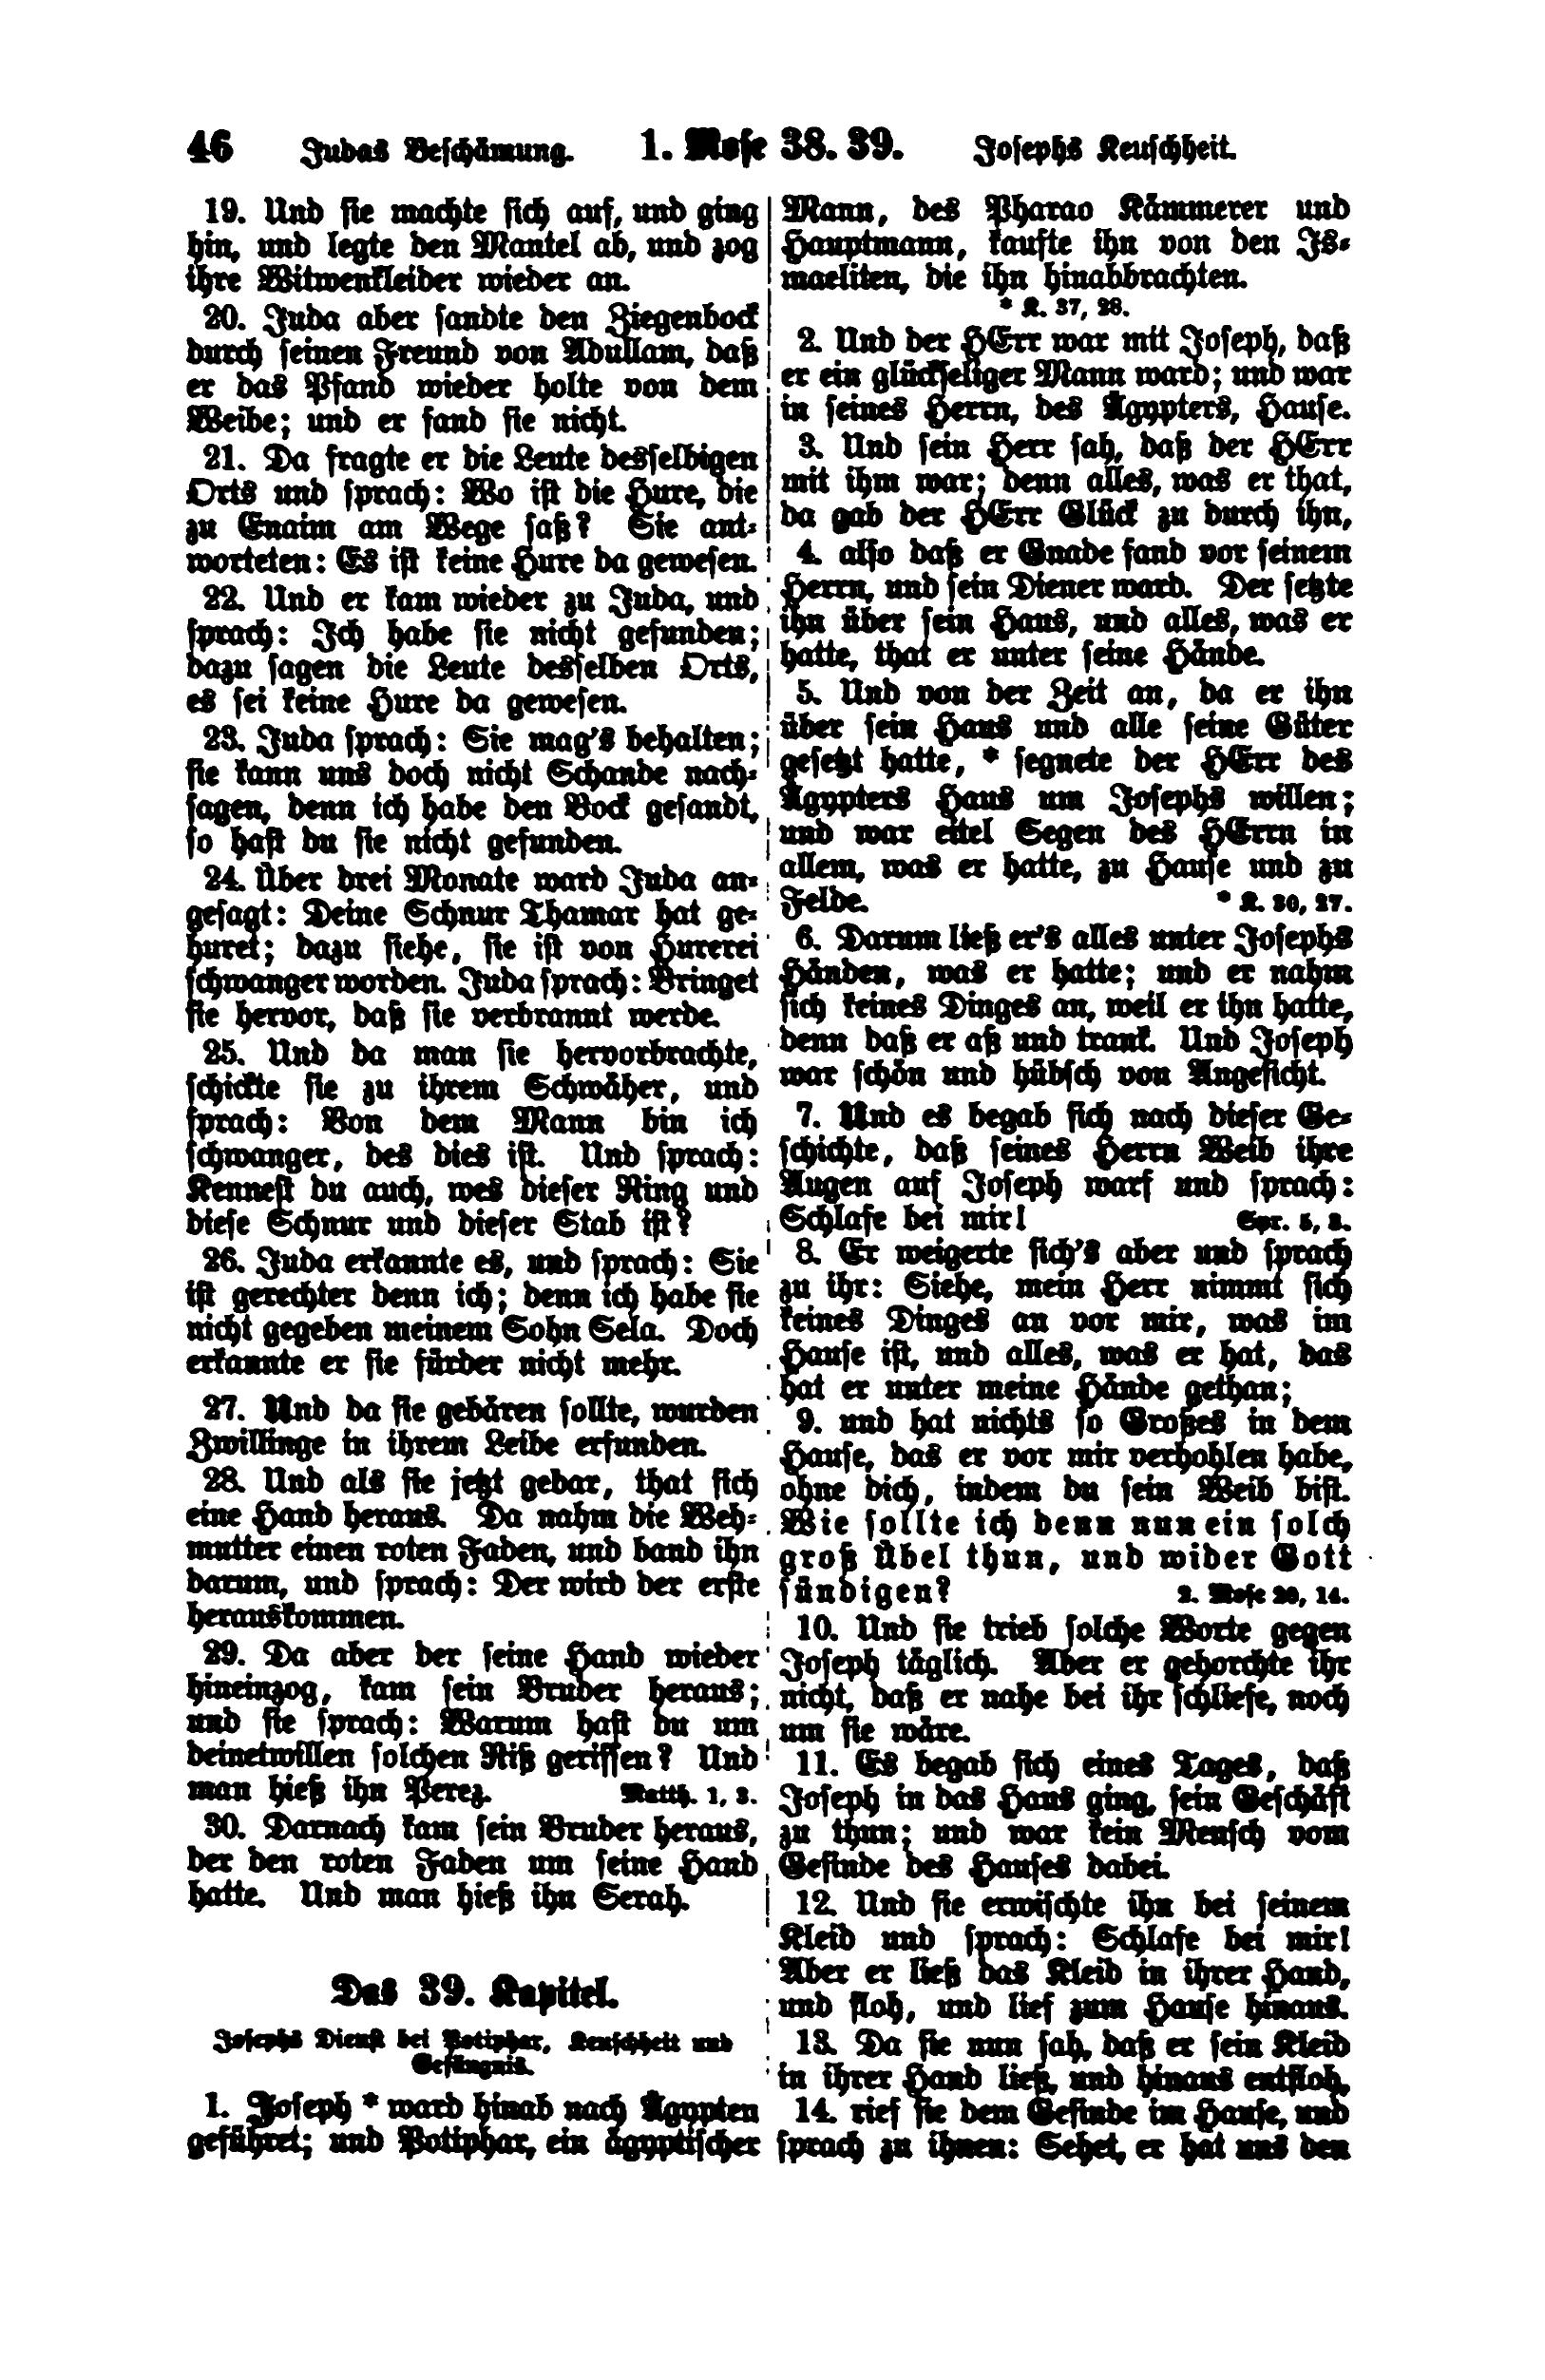 46 Judas Beschämung. 1. Mose 38. 39. Josephs Keuschheit.
19. Und sie machte sich auf, und ging
hin, und legte den Mantel ab, und zog
ihre Witwenkleider wieder an.
20. Juda aber sandte den Ziegenbock
durch seinen Freund von Adullam, daß
er das Pfand wieder holte von dem
Weibe; und er fand sie nicht.
21. Da fragte er die Leute desselbigen
Orts und sprach: Wo ist die Hure, die
zu Enaim am Wege saß? Sie ant-
worteten: Es ist keine Hure da gewesen.
22. Und er kam wieder zu Juda, und
sprach: Ich habe sie nicht gefunden;
dazu sagen die Leute desselben Orts,
es sei keine Hure da gewesen.
23. Juda sprach: Sie mag's behalten;
sie kann uns doch nicht Schande nach-
sagen, denn ich habe den Bock gesandt,
so hast du sie nicht gefunden.
24. Über drei Monate ward Juda an-
gesagt: Deine Schnur Thamar hat ge-
huret; dazu siehe, sie ist von Hurerei
schwanger worden. Juda sprach: Bringet
sie hervor, daß sie verbrannt werde.
25. Und da man sie hervorbrachte,
schickte sie zu ihrem Schwäher, und
sprach: Von dem Mann bin ich
schwanger, des dies ist. Und sprach:
Kennest du auch, wes dieser Ring und
diese Schnur und dieser Stab ist?
26. Juda erkannte es, und sprach: Sie
ist gerechter denn ich; denn ich habe sie
nicht gegeben meinem Sohn Sela. Doch
erkannte er sie fürder nicht mehr.
27. Und da sie gebären sollte, wurden
Zwillinge in ihrem Leibe erfunden.
28. Und als sie jetzt gebar, that sich
eine Hand heraus. Da nahm die Weh-
mutter einen roten Faden, und band ihn
darum, und sprach: Der wird der erste
herauskommen.
29. Da aber der seine Hand wieder
hineinzog, kam sein Bruder heraus;
und sie sprach: Warum hast du um
deinetwillen solchen Riß gerissen? Und
man hieß ihn Perez. Matth. 1, 3.
30. Darnach kam sein Bruder heraus,
der den roten Faden um seine Hand
hatte. Und man hieß ihn Serah.
Das 39. Kapitel.
Josephs Dienst bei Potiphar, Keuschheit und
Gefängnis.
1. Joseph * ward hinab nach Ägypten
geführet; und Potiphar, ein ägyptischer
Mann, des Pharao Kämmerer und
Hauptmann, kaufte ihn von den Is-
maeliten, die ihn hinabbrachten.
* K. 37, 28.
2. Und der HErr war mit Joseph, daß
er ein glückseliger Mann ward; und war
in seines Herrn, des Ägypters, Hause.
3. Und sein Herr sah, daß der HErr
mit ihm war; denn alles, was er that,
da gab der HErr Glück zu durch ihn,
4. also daß er Gnade fand vor seinem
Herrn, und sein Diener ward. Der setzte
ihn über sein Haus, und alles, was er
hatte, that er unter seine Hände.
5. Und von der Zeit an, da er ihn
über sein Haus und alle seine Güter
gesetzt hatte, * segnete der HErr des
Ägypters Haus um Josephs willen;
und war eitel Segen des HErrn in
allem, was er hatte, zu Hause und zu
Felde. * K. 30, 27.
6. Darum ließ er's alles unter Josephs
Händen, was er hatte; und er nahm
sich keines Dinges an, weil er ihn hatte,
denn daß er aß und trank. Und Joseph
war schön und hübsch von Angesicht.
7. Und es begab sich nach dieser Ge-
schichte, daß seines Herrn Weib ihre
Augen auf Joseph warf und sprach:
Schlafe bei mir! Spr. 5, 3.
8. Er weigerte sich's aber und sprach
zu ihr: Siehe, mein Herr nimmt sich
keines Dinges an vor mir, was im
Hause ist, und alles, was er hat, das
hat er unter meine Hände gethan;
9. und hat nichts so Großes in dem
Hause, das er vor mir verhohlen habe,
ohne dich, indem du sein Weib bist.
Wie sollte ich denn nun ein solch
groß Übel thun, und wider Gott
sündigen? 2. Mose 20, 14.
10. Und sie trieb solche Worte gegen
Joseph täglich. Aber er gehorchte ihr
nicht, daß er nahe bei ihr schliefe, noch
um sie wäre.
11. Es begab sich eines Tages, daß
Joseph in das Haus ging, sein Geschäft
zu thun; und war kein Mensch vom
Gesinde des Hauses dabei.
12. Und sie erwischte ihn bei seinem
Kleid und sprach: Schlafe bei mir!
Aber er ließ das Kleid in ihrer Hand,
und floh, und lief zum Hause hinaus.
13. Da sie nun sah, daß er sein Kleid
in ihrer Hand ließ, und hinaus entfloh,
14. rief sie dem Gesinde im Hause, und
sprach zu ihnen: Sehet, er hat uns den